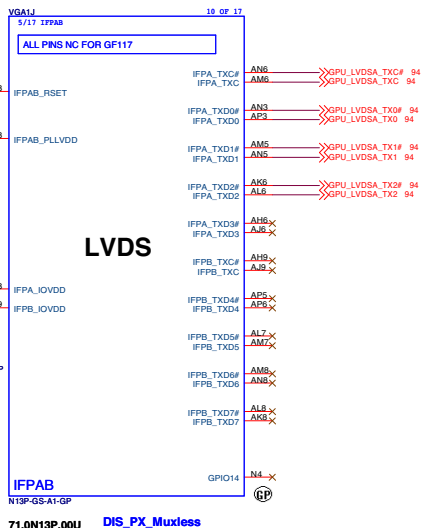 VGA1J 10 OF 17
5/17 IFPAB
ALL PINS NC FOR GF117
IFPA_TXC# AN6 GPU_LVDSA_TXC# 94
IFPA_TXC AM6 GPU_LVDSA_TXC 94
IFPAB_RSET
IFPA_TXD0# AN3 GPU_LVDSA_TX0# 94
IFPA_TXD0 AP3 GPU_LVDSA_TX0 94
IFPAB_PLLVDD
IFPA_TXD1# AM5 GPU_LVDSA_TX1# 94
IFPA_TXD1 AN5 GPU_LVDSA_TX1 94
IFPA_TXD2# AK6 GPU_LVDSA_TX2# 94
IFPA_TXD2 AL6 GPU_LVDSA_TX2 94
IFPA_TXD3# AH6
IFPA_TXD3 AJ6
LVDS
IFPB_TXC# AH9
IFPB_TXC AJ9
IFPA_IOVDD
IFPB_TXD4# AP5
IFPB_IOVDD IFPB_TXD4 AP6
IFPB_TXD5# AL7
IFPB_TXD5 AM7
IFPB_TXD6# AM8
IFPB_TXD6 AN8
IFPB_TXD7# AL8
IFPB_TXD7 AK8
GPIO14 N4
IFPAB
GP
N13P-GS-A1-GP
71.0N13P.00U DIS_PX_Muxless